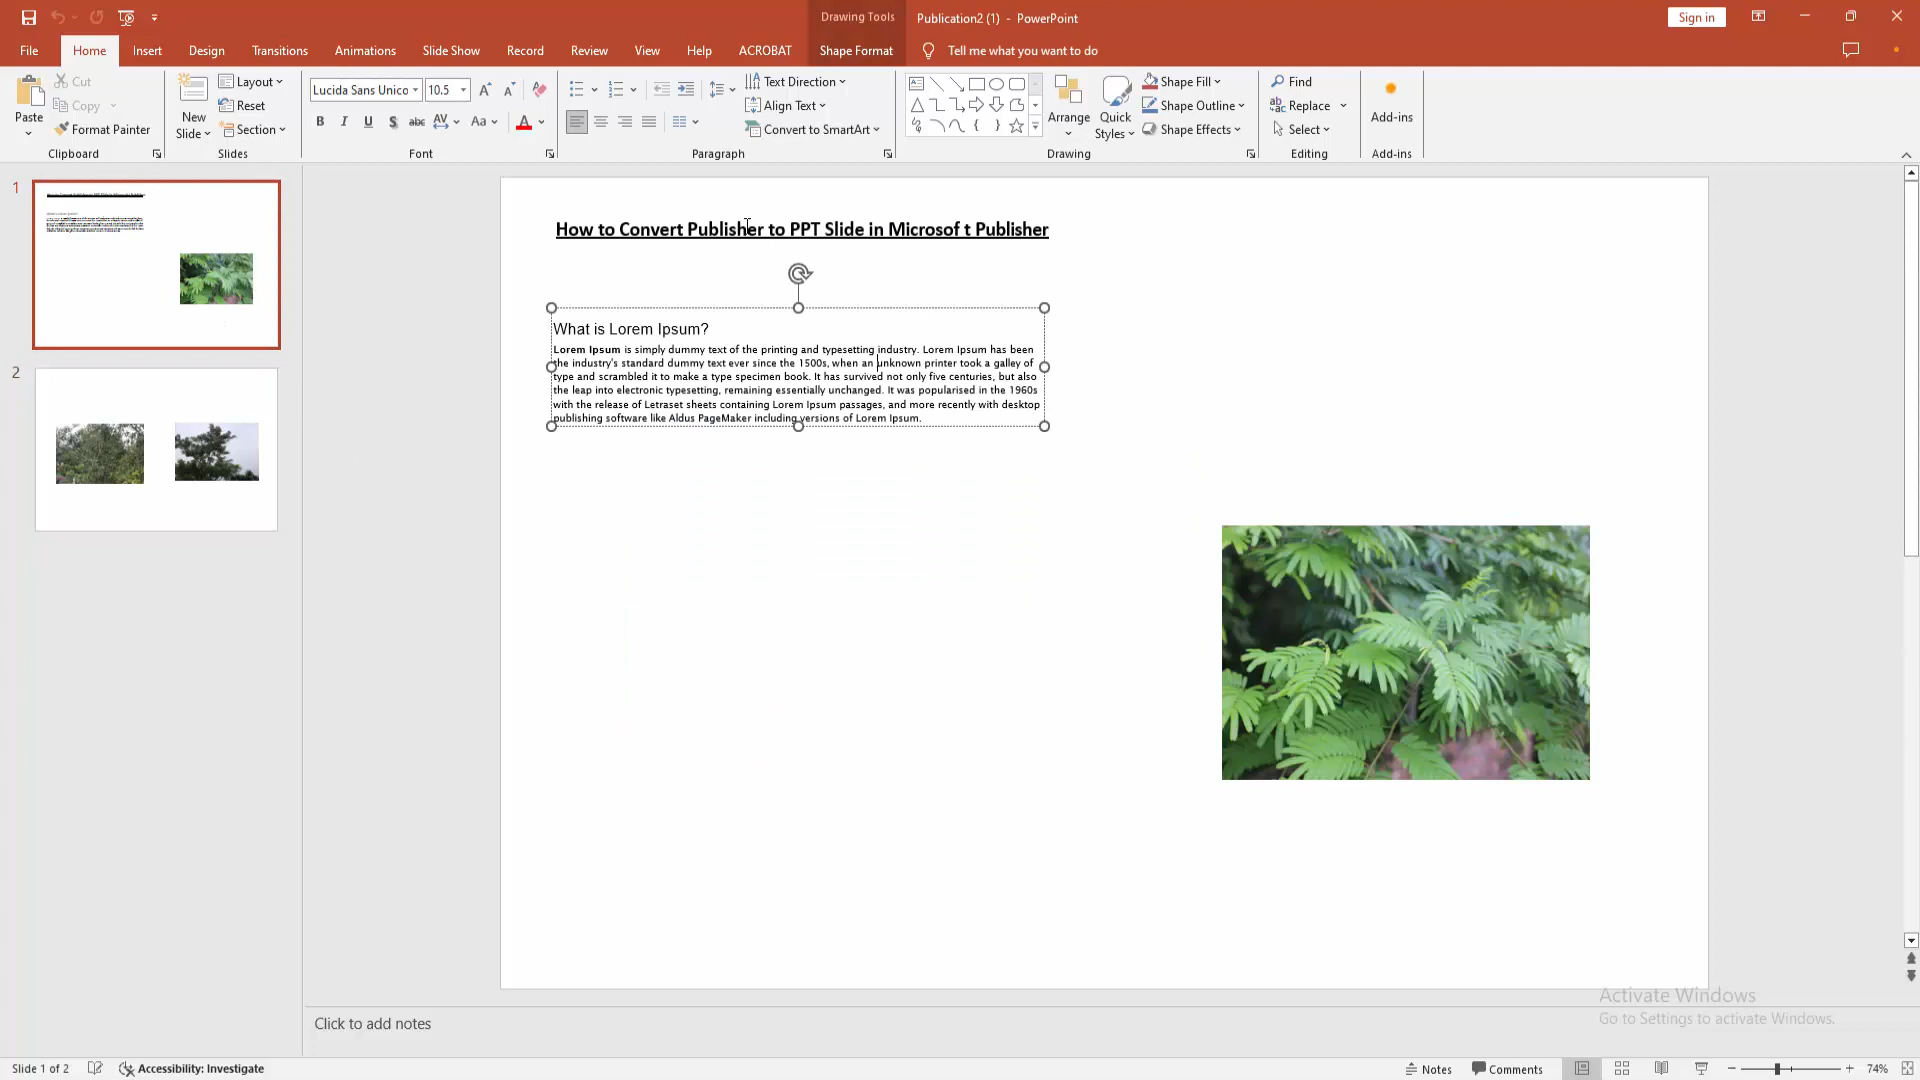 Drawing Tools
Publication2 (1) - PowerPoint
Sign in
File
Home
Insert
Design
Transitions
Animations
Slide Show
Record
Review
View
Help
ACROBAT
Shape Format
Tell me what you want to do
Paste
Cut
Copy
Format Painter
Clipboard
New
Slide
Layout
Reset
Section
Slides
Lucida Sans Unico
10.5
B I U S abc AV Aa A
Font
Text Direction
Align Text
Convert to SmartArt
Paragraph
Arrange
Quick
Styles
Shape Fill
Shape Outline
Shape Effects
Drawing
Find
Replace
Select
Editing
Add-ins
Add-ins
1
2
How to Convert Publisher to PPT Slide in Microsof t Publisher
What is Lorem Ipsum?
Lorem Ipsum is simply dummy text of the printing and typesetting industry. Lorem Ipsum has been
the industry's standard dummy text ever since the 1500s, when an unknown printer took a galley of
type and scrambled it to make a type specimen book. It has survived not only five centuries, but also
the leap into electronic typesetting, remaining essentially unchanged. It was popularised in the 1960s
with the release of Letraset sheets containing Lorem Ipsum passages, and more recently with desktop
publishing software like Aldus PageMaker including versions of Lorem Ipsum.
Activate Windows
Go to Settings to activate Windows.
Click to add notes
Slide 1 of 2
Accessibility: Investigate
Notes
Comments
74%